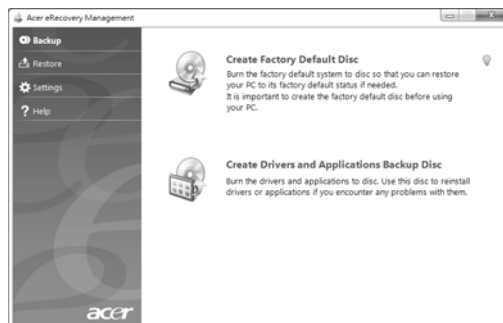 Acer eRecovery Management
Backup
Restore
Settings
? Help
Create Factory Default Disc
Burn the factory default system to disc so that you can restore
your PC to its factory default status if needed.
It is important to create the factory default disc before using
your PC.
Create Drivers and Applications Backup Disc
Burn the drivers and applications to disc. Use this disc to reinstall
drivers or applications if you encounter any problems with them.
acer